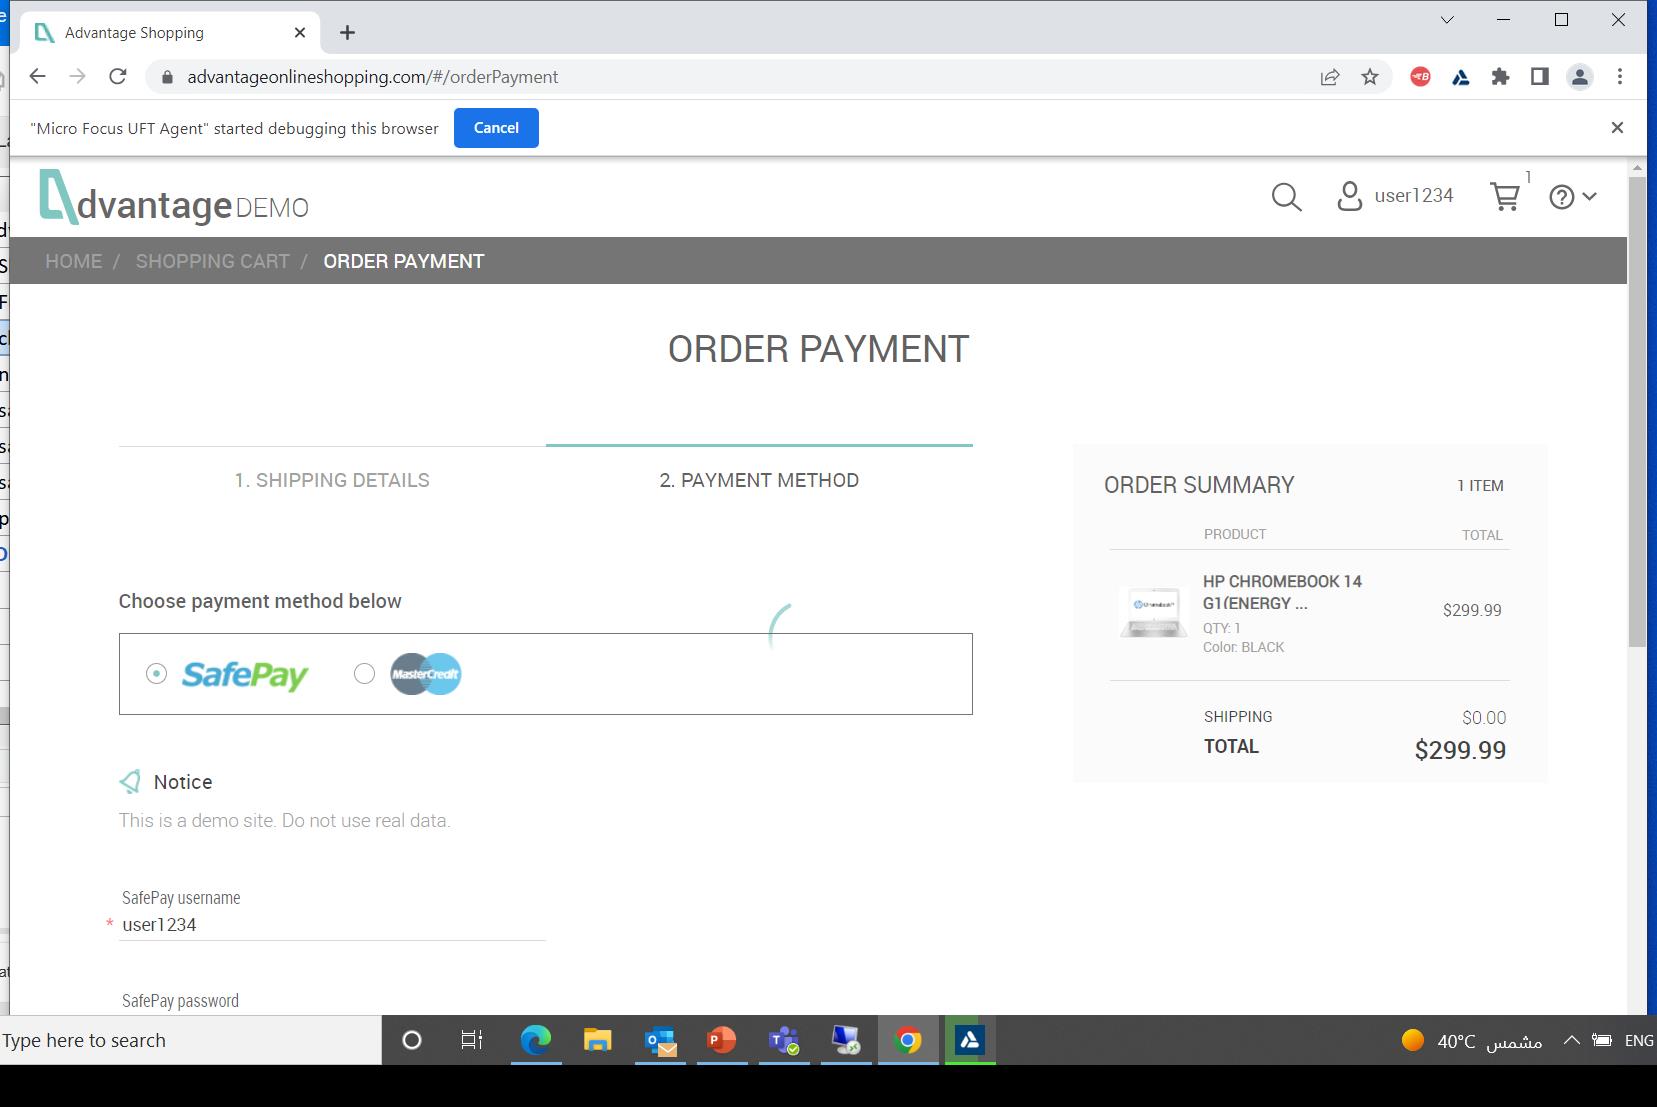 Advantage Shopping
advantageonlineshopping.com/#/orderPayment
"Micro Focus UFT Agent" started debugging this browser
Cancel
dvantage DEMO
user1234
1
HOME / SHOPPING CART / ORDER PAYMENT
ORDER PAYMENT
1. SHIPPING DETAILS
2. PAYMENT METHOD
Choose payment method below
SafePay
MasterCredit
Notice
This is a demo site. Do not use real data.
SafePay username
* user1234
SafePay password
ORDER SUMMARY
1 ITEM
PRODUCT
TOTAL
HP CHROMEBOOK 14
G1(ENERGY ...
$299.99
QTY: 1
Color: BLACK
SHIPPING
$0.00
TOTAL
$299.99
Type here to search
40°C مشمس
ENG